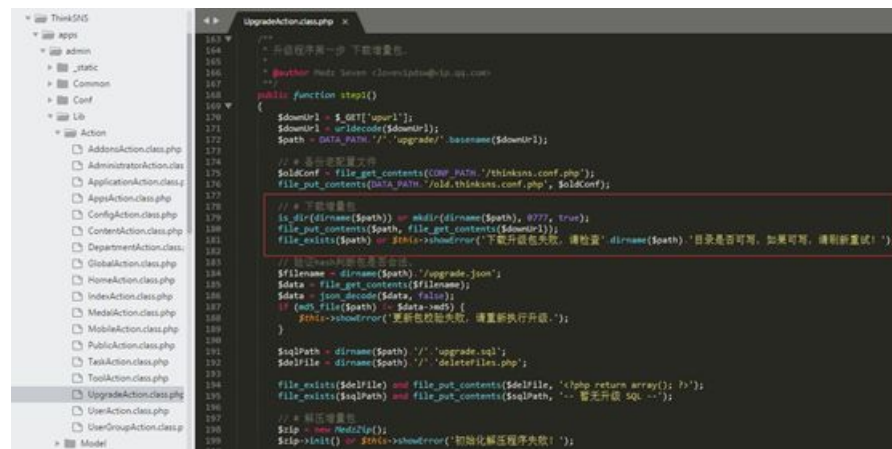 ThinkSNS
apps
admin
_static
Common
Conf
Lib
Action
AddonsAction.class.php
AdministratorAction.clas
ApplicationAction.class.p
AppsAction.class.php
ConfigAction.class.php
ContentAction.class.php
DepartmentAction.class.
GlobalAction.class.php
HomeAction.class.php
IndexAction.class.php
MedalAction.class.php
MobileAction.class.php
PublicAction.class.php
TaskAction.class.php
ToolAction.class.php
UpgradeAction.class.php
UserAction.class.php
UserGroupAction.class.p
Model
UpgradeAction.class.php ×
163 /**
164 * 升级程序第一步 下载增量包.
165 *
166 * @author Medz Seven <lovevipdsw@vip.qq.com>
167 **/
168 public function step1()
169 {
170 $downUrl = $_GET['upurl'];
171 $downUrl = urldecode($downUrl);
172 $path = DATA_PATH.'/'.'upgrade/'.basename($downUrl);
173
174 // # 备份老配置文件
175 $oldConf = file_get_contents(CONF_PATH.'/thinksns.conf.php');
176 file_put_contents(DATA_PATH.'/old.thinksns.conf.php', $oldConf);
177
178 // # 下载增量包
179 is_dir(dirname($path)) or mkdir(dirname($path), 0777, true);
180 file_put_contents($path, file_get_contents($downUrl));
181 file_exists($path) or $this->showError('下载升级包失败，请检查'.dirname($path).'目录是否可写，如果可写，请刷新重试！')
182
183 // 验证hash判断包是否合法.
184 $filename = dirname($path).'/upgrade.json';
185 $data = file_get_contents($filename);
186 $data = json_decode($data, false);
187 if (md5_file($path) != $data->md5) {
188 $this->showError('更新包校验失败，请重新执行升级.');
189 }
190
191 $sqlPath = dirname($path).'/'.'upgrade.sql';
192 $delFile = dirname($path).'/'.'deleteFiles.php';
193
194 file_exists($delFile) and file_put_contents($delFile, '<?php return array(); ?>');
195 file_exists($sqlPath) and file_put_contents($sqlPath, '-- 暂无升级 SQL --');
196
197 // # 解压增量包
198 $zip = new MedzZip();
199 $zip->init() or $this->showError('初始化解压程序失败！');